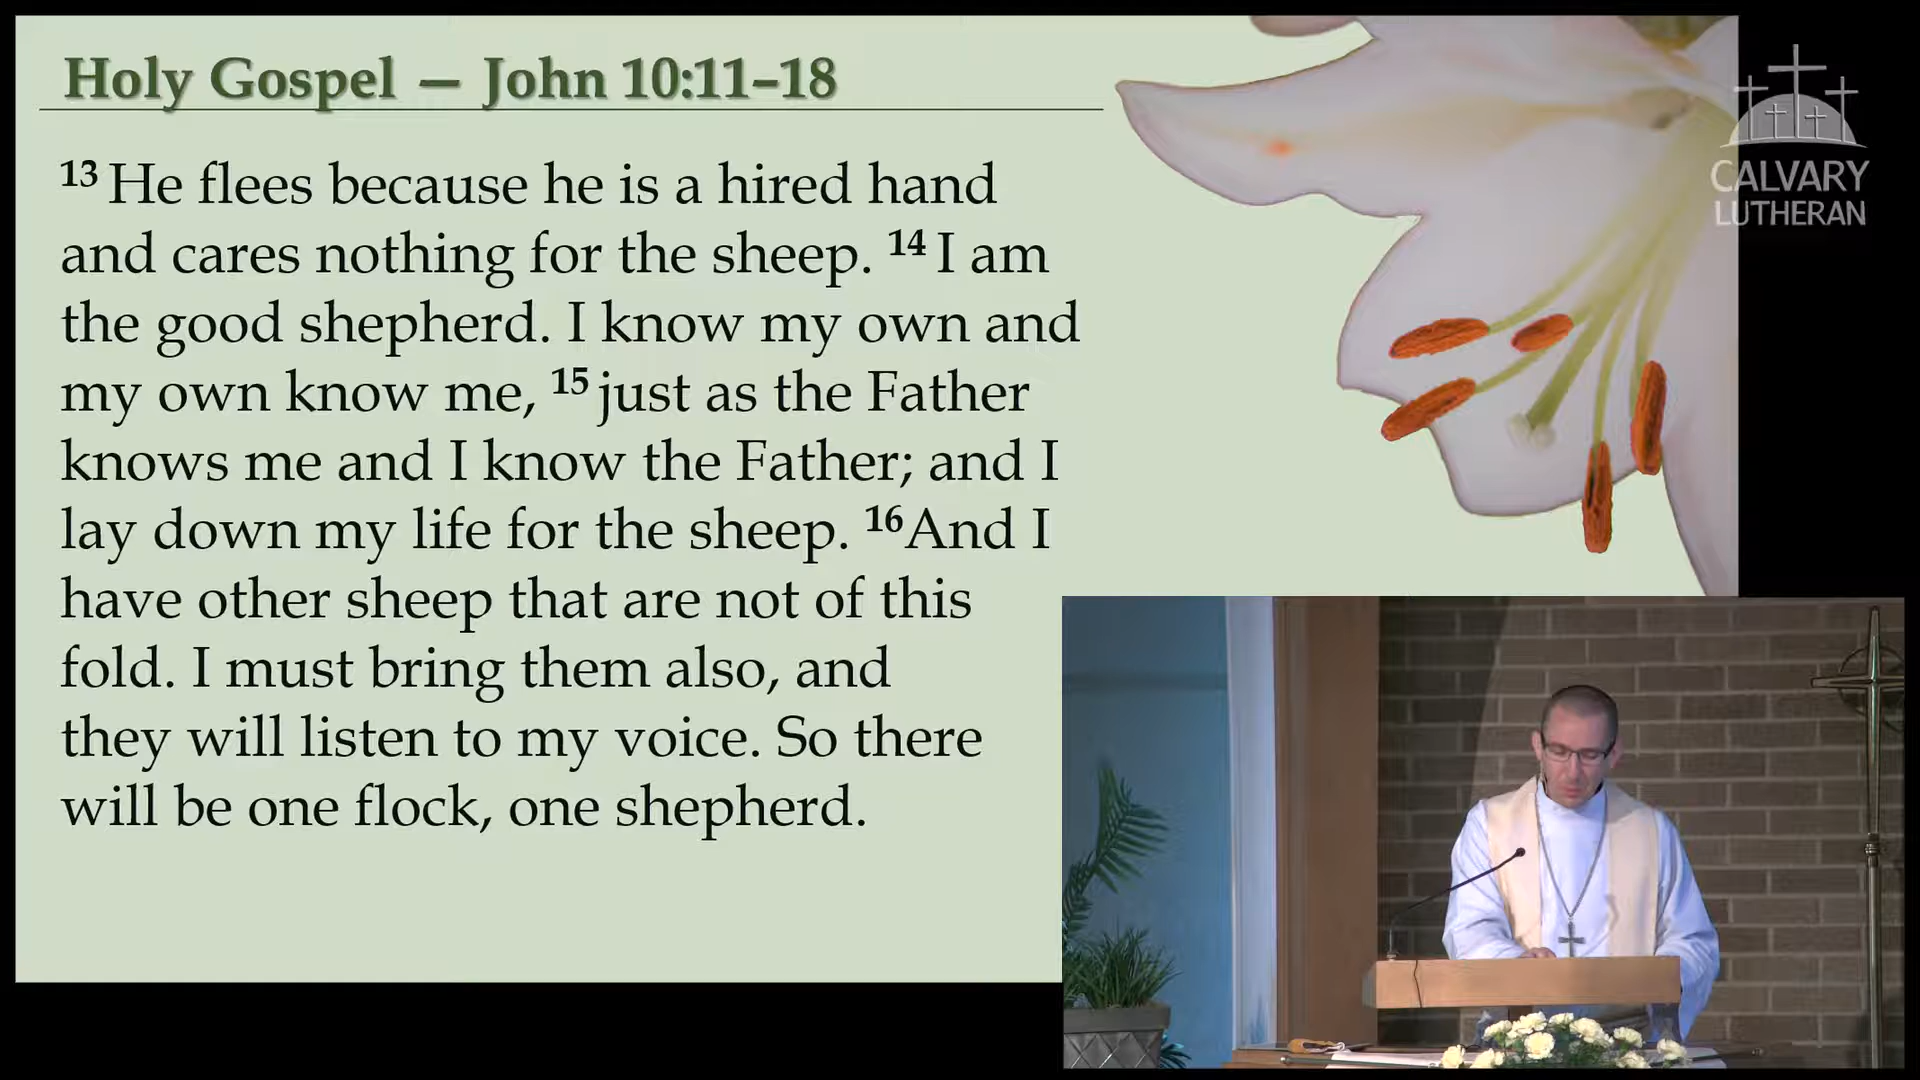 Holy Gospel — John 10:11–18
13 He flees because he is a hired hand
and cares nothing for the sheep. 14 I am
the good shepherd. I know my own and
my own know me, 15 just as the Father
knows me and I know the Father; and I
lay down my life for the sheep. 16 And I
have other sheep that are not of this
fold. I must bring them also, and
they will listen to my voice. So there
will be one flock, one shepherd.
CALVARY
LUTHERAN